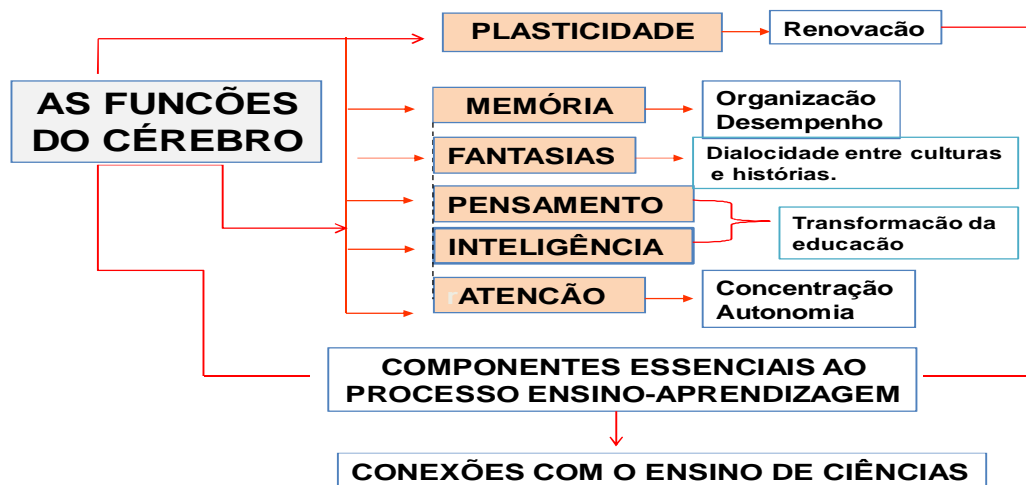 PLASTICIDADE
Renovacão
AS FUNCÕES
DO CÉREBRO
MEMÓRIA
Organizacão
Desempenho
FANTASIAS
Dialocidade entre culturas
e histórias.
PENSAMENTO
INTELIGÊNCIA
Transformacão da
educacão
rATENCÃO
Concentração
Autonomia
COMPONENTES ESSENCIAIS AO
PROCESSO ENSINO-APRENDIZAGEM
CONEXÕES COM O ENSINO DE CIÊNCIAS